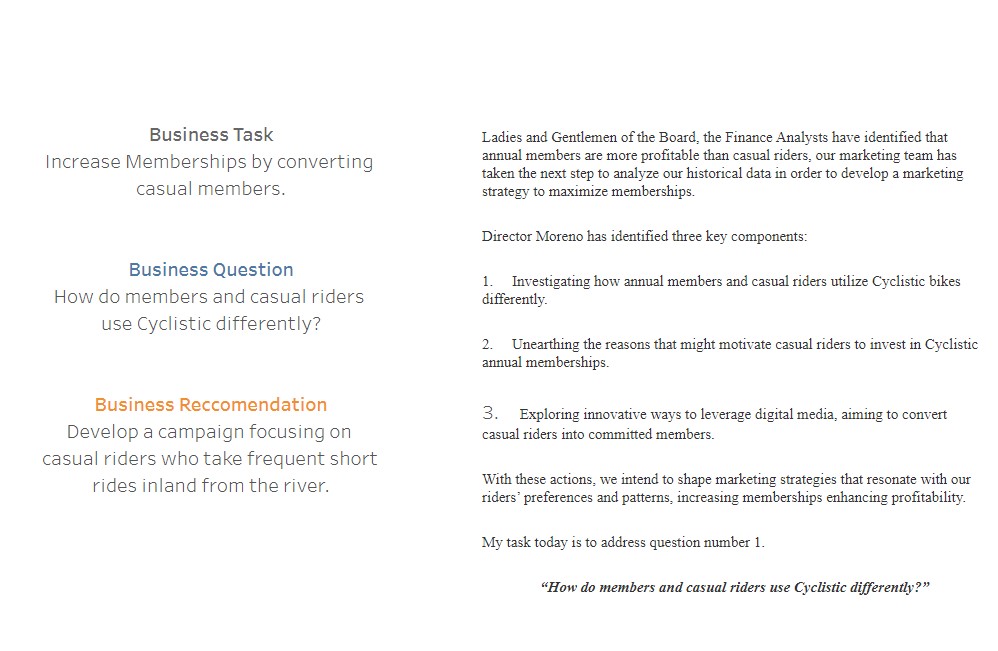 Business Task
Increase Memberships by converting
casual members.
Business Question
How do members and casual riders
use Cyclistic differently?
Business Reccomendation
Develop a campaign focusing on
casual riders who take frequent short
rides inland from the river.
Ladies and Gentlemen of the Board, the Finance Analysts have identified that
annual members are more profitable than casual riders, our marketing team has
taken the next step to analyze our historical data in order to develop a marketing
strategy to maximize memberships.
Director Moreno has identified three key components:
1. Investigating how annual members and casual riders utilize Cyclistic bikes
differently.
2. Unearthing the reasons that might motivate casual riders to invest in Cyclistic
annual memberships.
3. Exploring innovative ways to leverage digital media, aiming to convert
casual riders into committed members.
With these actions, we intend to shape marketing strategies that resonate with our
riders’ preferences and patterns, increasing memberships enhancing profitability.
My task today is to address question number 1.
“How do members and casual riders use Cyclistic differently?”